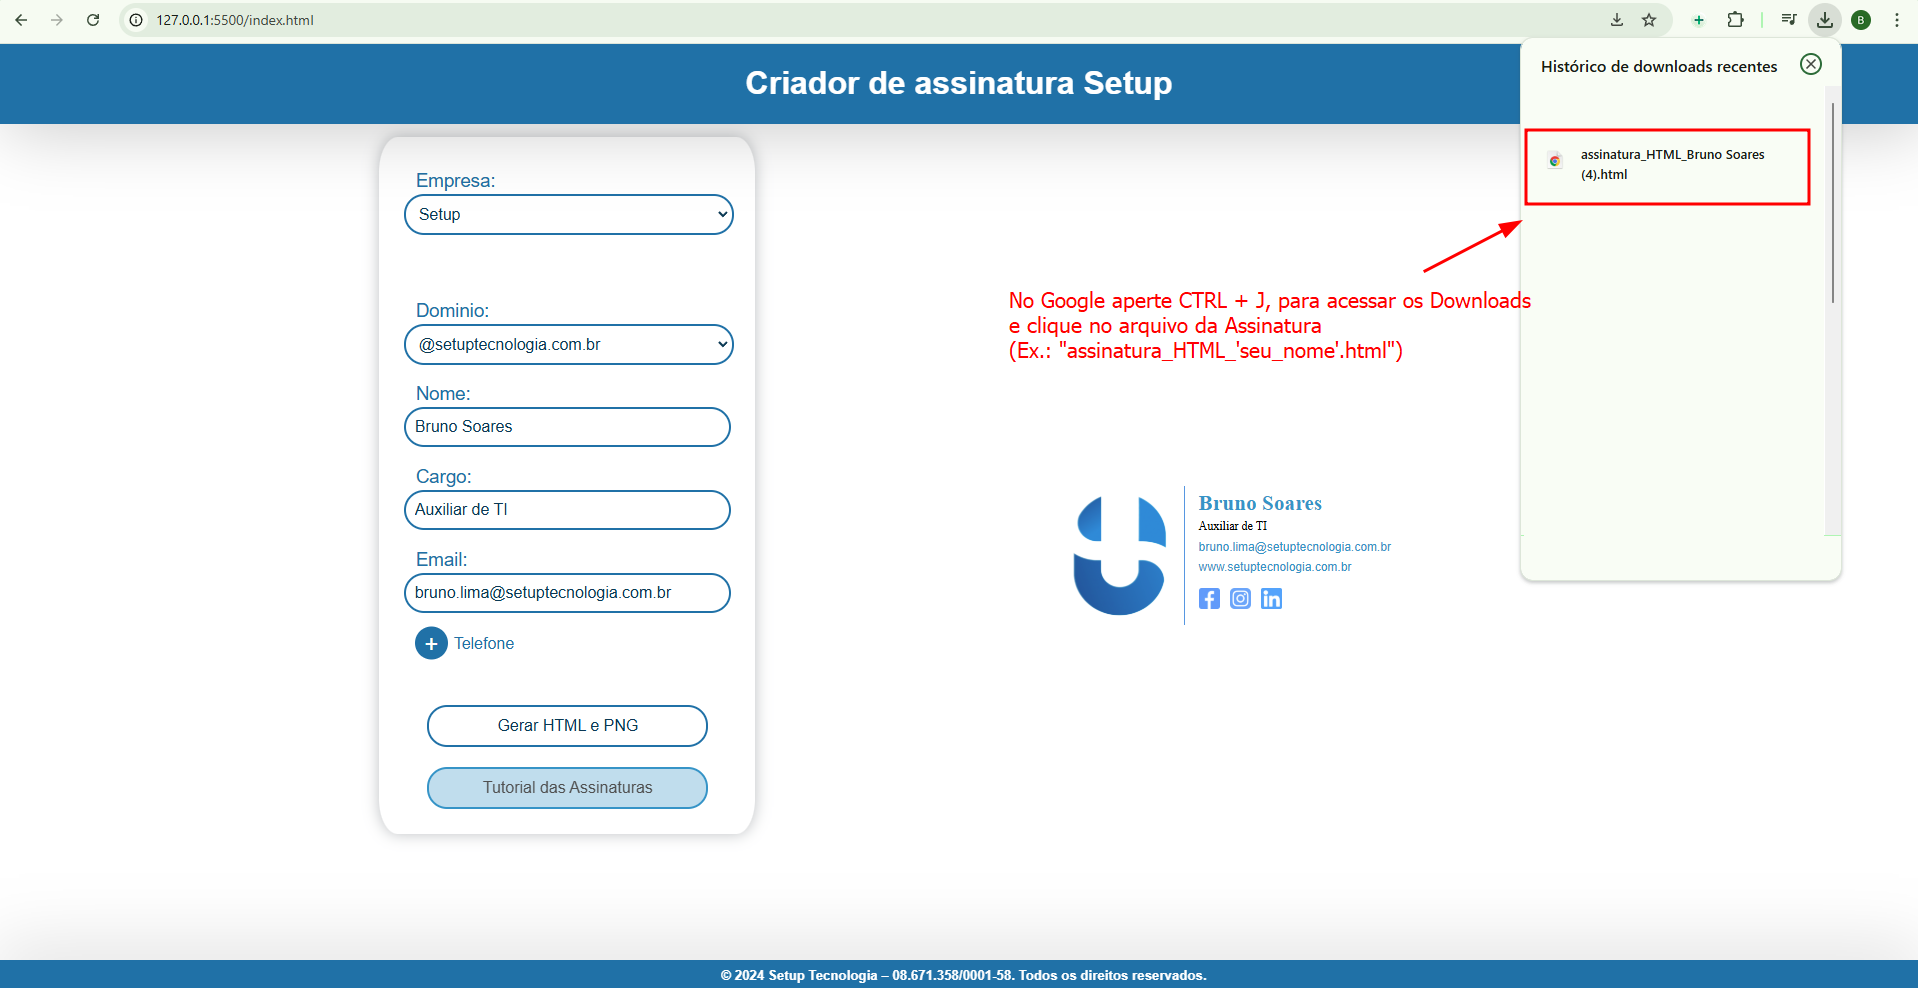 127.0.0.1:5500/index.html
B
Criador de assinatura Setup
Histórico de downloads recentes
assinatura_HTML_Bruno Soares
(4).html
Empresa:
Setup
Dominio:
@setuptecnologia.com.br
Nome:
Bruno Soares
Cargo:
Auxiliar de TI
Email:
bruno.lima@setuptecnologia.com.br
+ Telefone
Gerar HTML e PNG
Tutorial das Assinaturas
No Google aperte CTRL + J, para acessar os Downloads
e clique no arquivo da Assinatura
(Ex.: "assinatura_HTML_'seu_nome'.html")
Bruno Soares
Auxiliar de TI
bruno.lima@setuptecnologia.com.br
www.setuptecnologia.com.br
© 2024 Setup Tecnologia – 08.671.358/0001-58. Todos os direitos reservados.